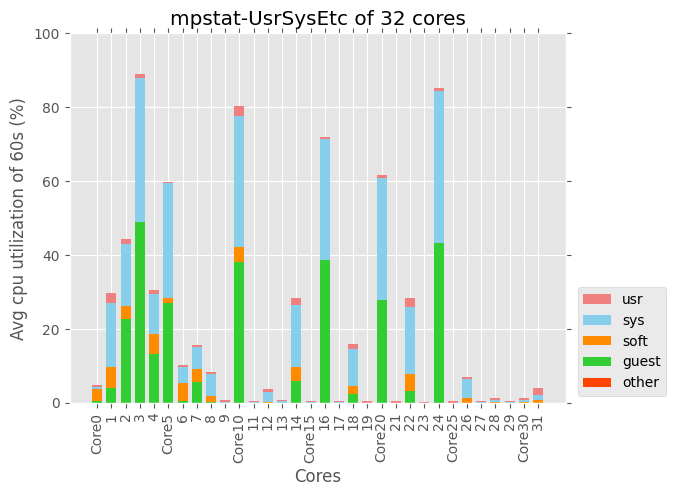 mpstat-UsrSysEtc of 32 cores
Avg cpu utilization of 60s (%)
100
80
60
40
20
0
Core0
1
2
3
4
Core5
6
7
8
9
Core10
11
12
13
14
Core15
16
17
18
19
Core20
21
22
23
24
Core25
26
27
28
29
Core30
31
Cores
usr
sys
soft
guest
other